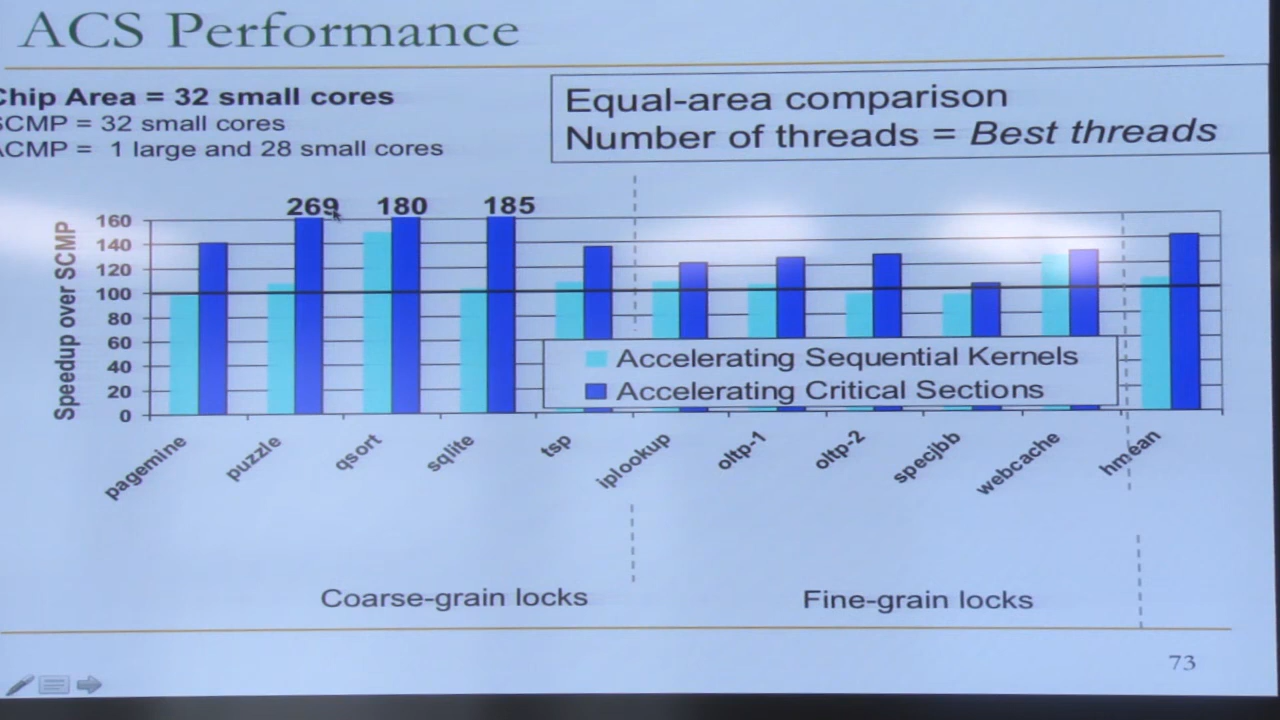 ACS Performance
Chip Area = 32 small cores
SCMP = 32 small cores
ACMP = 1 large and 28 small cores
Equal-area comparison
Number of threads = Best threads
269 180 185
Speedup over SCMP
160
140
120
100
80
60
40
20
0
Accelerating Sequential Kernels
Accelerating Critical Sections
pagemine
puzzle
qsort
sqlite
tsp
iplookup
oltp-1
oltp-2
specjbb
webcache
hmean
Coarse-grain locks
Fine-grain locks
73